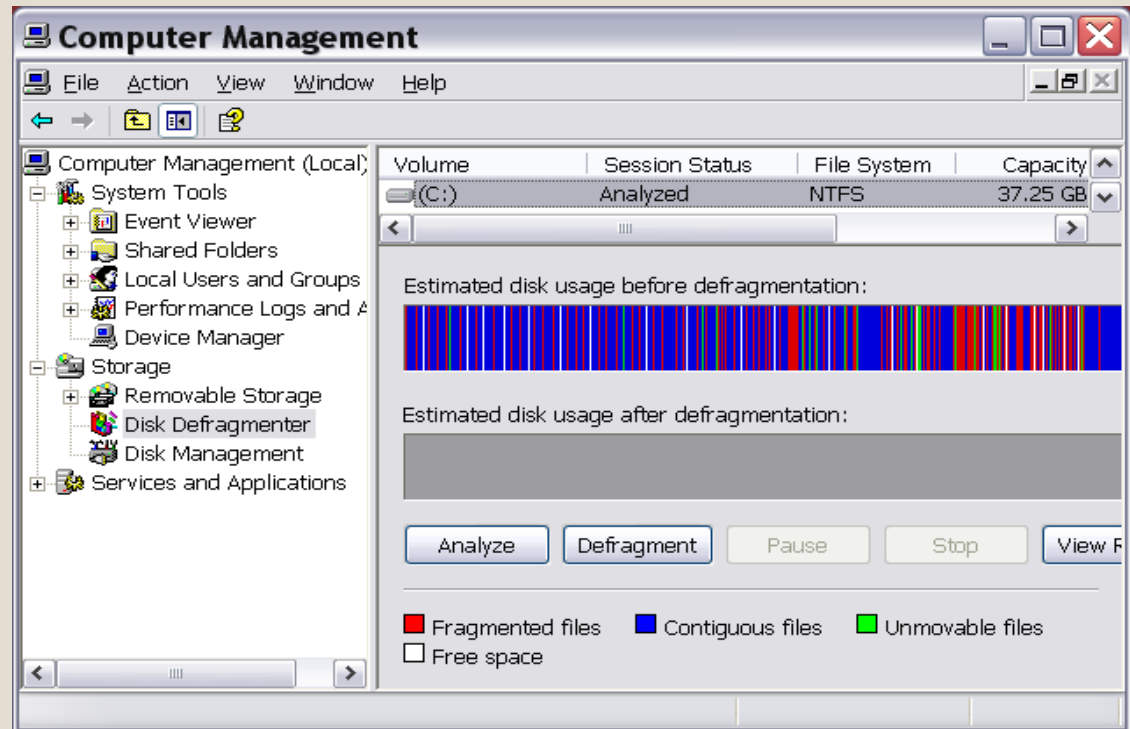 Computer Management
File Action View Window Help
Computer Management (Local)
System Tools
Event Viewer
Shared Folders
Local Users and Groups
Performance Logs and A
Device Manager
Storage
Removable Storage
Disk Defragmenter
Disk Management
Services and Applications
Volume Session Status File System Capacity
(C:) Analyzed NTFS 37.25 GB
Estimated disk usage before defragmentation:
Estimated disk usage after defragmentation:
Analyze Defragment Pause Stop View R
Fragmented files Contiguous files Unmovable files
Free space